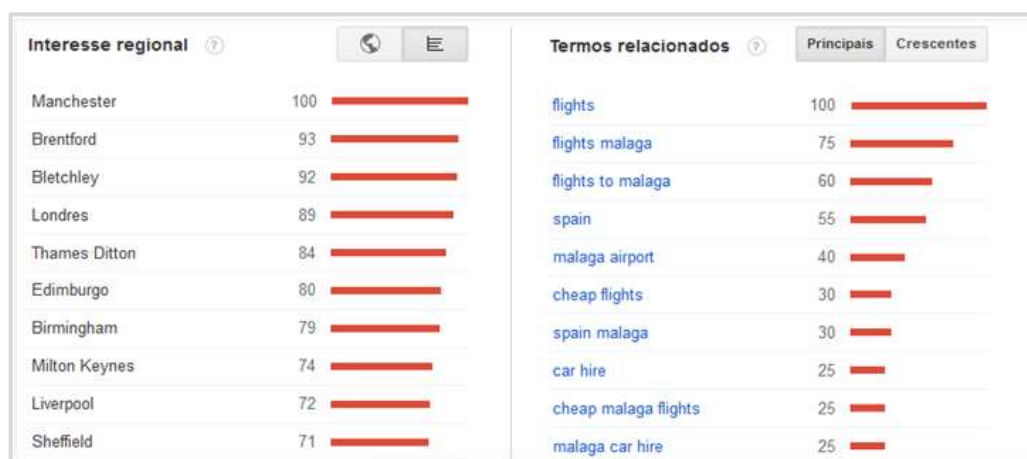 Interesse regional ?
Manchester 100
Brentford 93
Bletchley 92
Londres 89
Thames Ditton 84
Edimburgo 80
Birmingham 79
Milton Keynes 74
Liverpool 72
Sheffield 71
Termos relacionados ? Principais Crescentes
flights 100
flights malaga 75
flights to malaga 60
spain 55
malaga airport 40
cheap flights 30
spain malaga 30
car hire 25
cheap malaga flights 25
malaga car hire 25